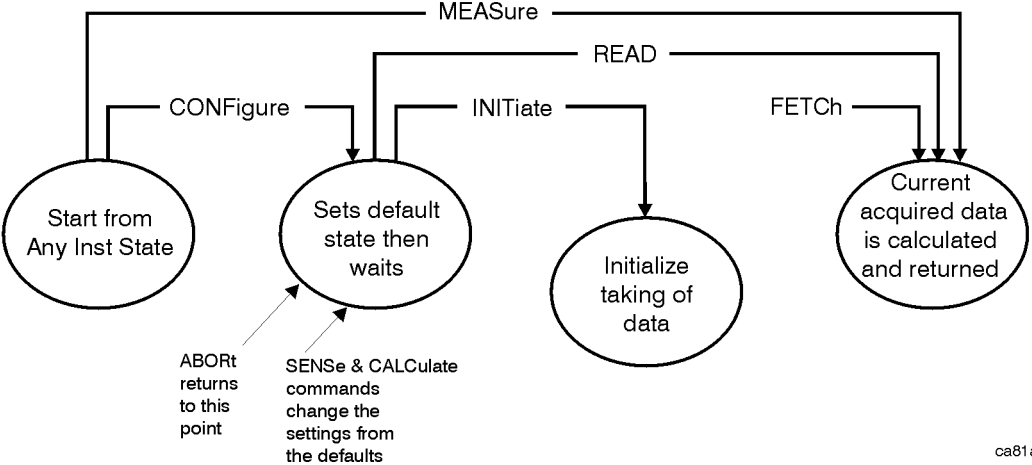 MEASure
READ
CONFigure
INITiate
FETCh
Start from
Any Inst State
Sets default
state then
waits
Initialize
taking of
data
Current
acquired data
is calculated
and returned
ABORt
returns
to this
point
SENSe & CALCulate
commands
change the
settings from
the defaults